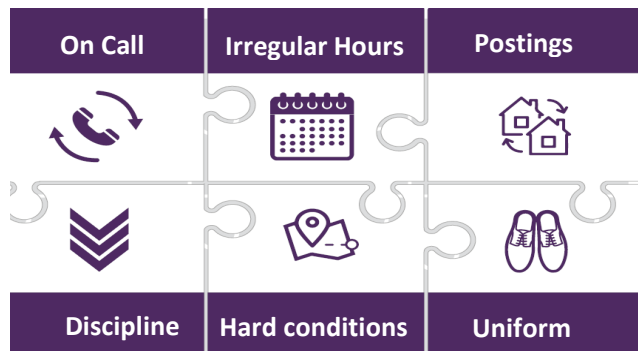 On Call
Irregular Hours
Postings
Discipline
Hard conditions
Uniform